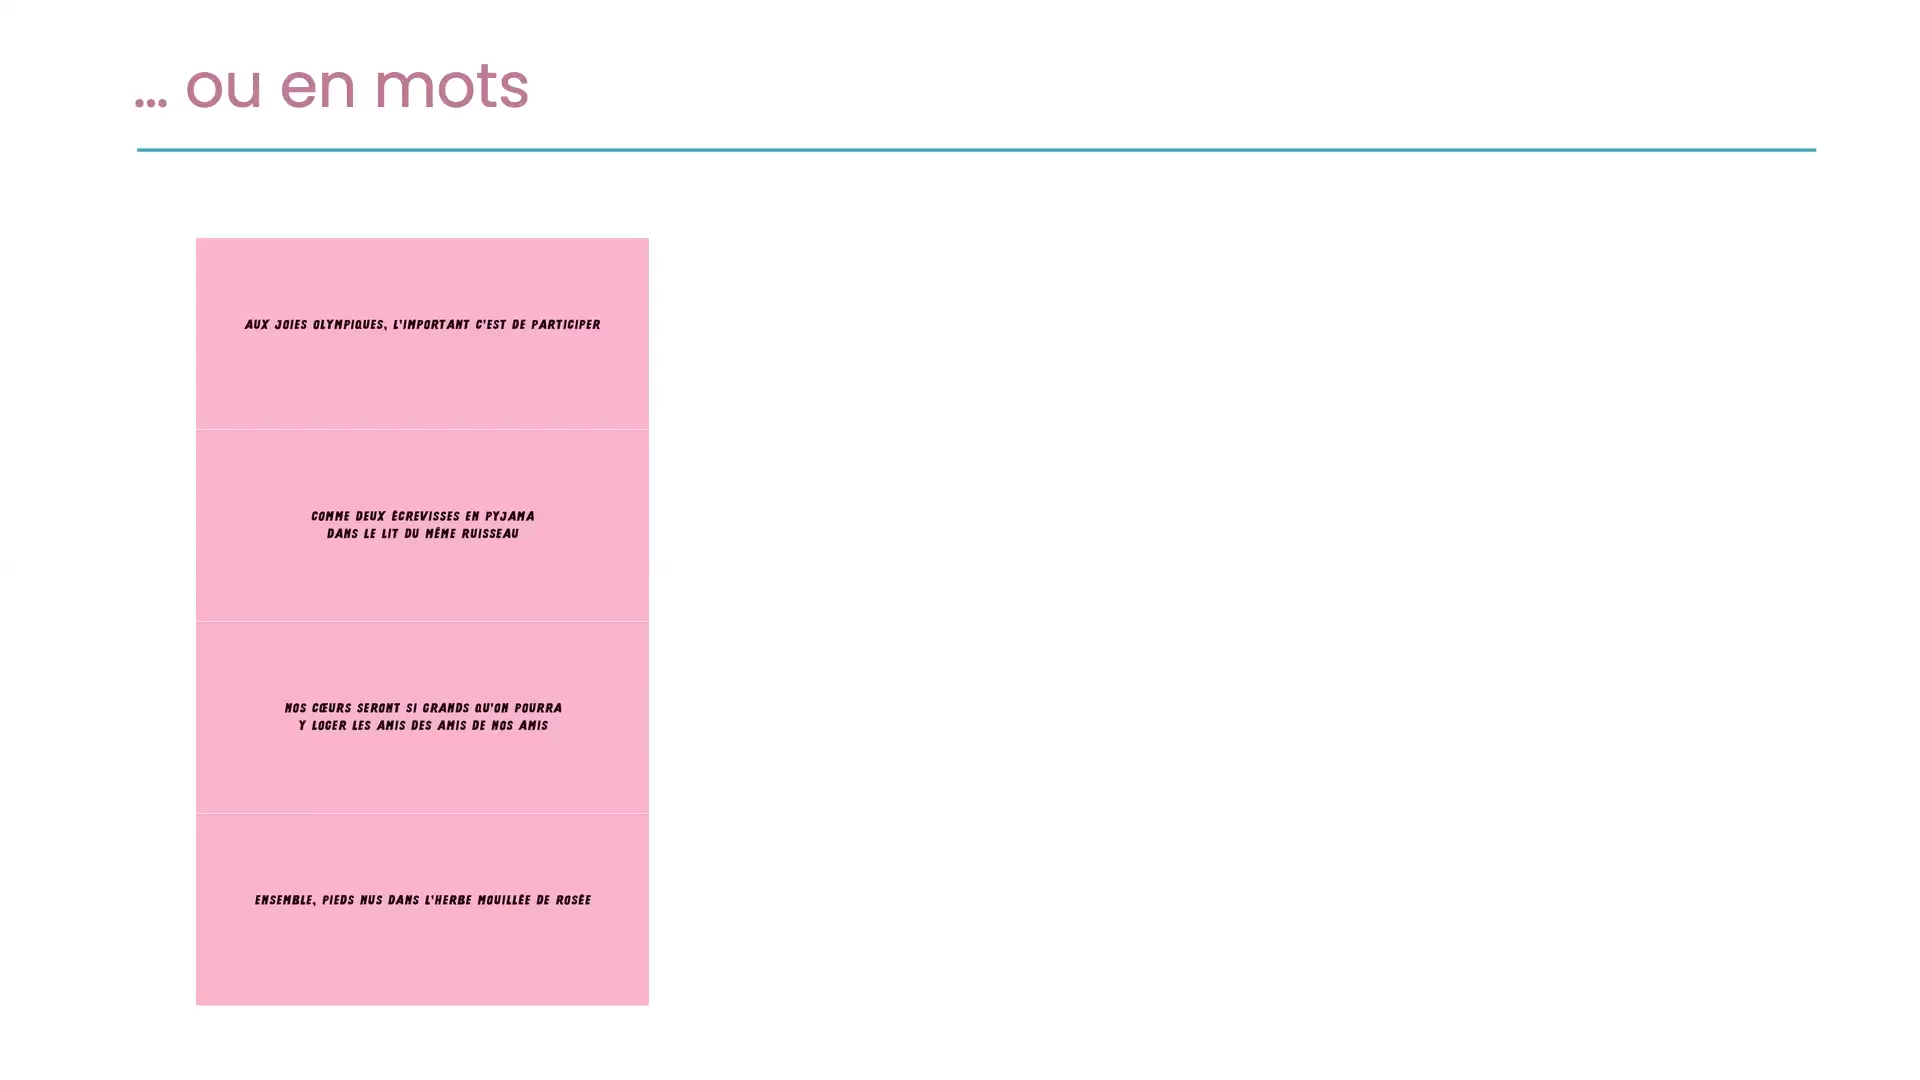 ... ou en mots
AUX JOIES OLYMPIQUES, L'IMPORTANT C'EST DE PARTICIPER
COMME DEUX ÉCREVISSES EN PYJAMA
DANS LE LIT DU MÊME RUISSEAU
NOS CŒURS SERONT SI GRANDS QU'ON POURRA
Y LOGER LES AMIS DES AMIS DE NOS AMIS
ENSEMBLE, PIEDS NUS DANS L'HERBE MOUILLÉE DE ROSÉE